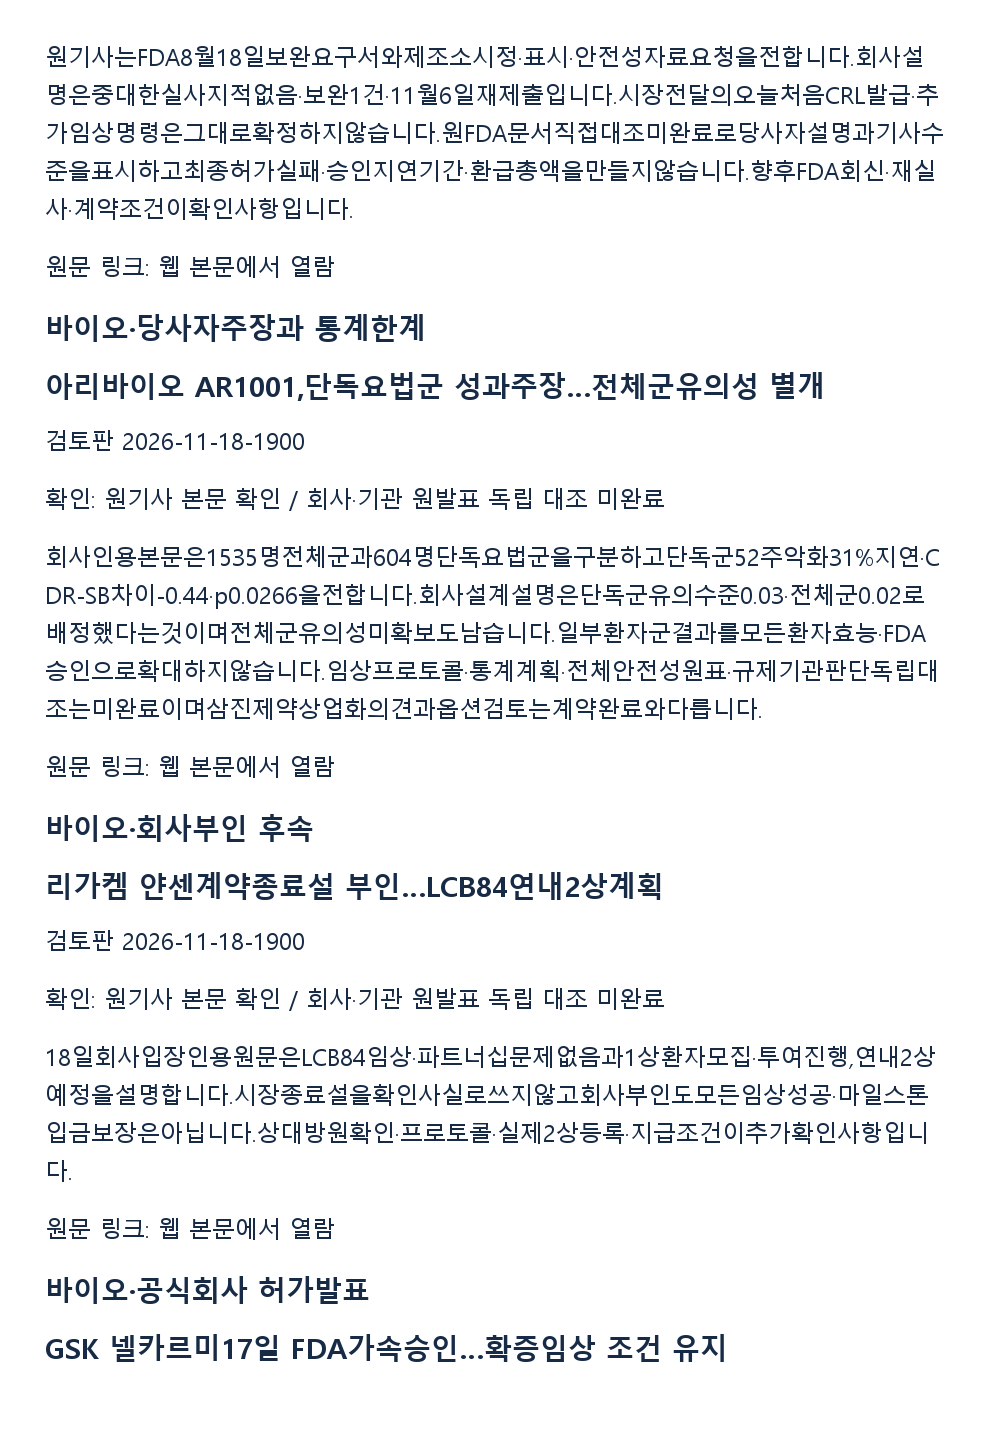 원기사는FDA8월18일보완요구서와제조소시정·표시·안전성자료요청을전합니다.회사설
명은중대한실사지적없음·보완1건·11월6일재제출입니다.시장전달의오늘처음CRL발급·추
가임상명령은그대로확정하지않습니다.원FDA문서직접대조미완료로당사자설명과기사수
준을표시하고최종허가실패·승인지연기간·환급총액을만들지않습니다.향후FDA회신·재실
사·계약조건이확인사항입니다.
원문 링크: 웹 본문에서 열람
바이오·당사자주장과 통계한계
아리바이오 AR1001,단독요법군 성과주장…전체군유의성 별개
검토판 2026-11-18-1900
확인: 원기사 본문 확인 / 회사·기관 원발표 독립 대조 미완료
회사인용본문은1535명전체군과604명단독요법군을구분하고단독군52주악화31%지연·C
DR-SB차이-0.44·p0.0266을전합니다.회사설계설명은단독군유의수준0.03·전체군0.02로
배정했다는것이며전체군유의성미확보도남습니다.일부환자군결과를모든환자효능·FDA
승인으로확대하지않습니다.임상프로토콜·통계계획·전체안전성원표·규제기관판단독립대
조는미완료이며삼진제약상업화의견과옵션검토는계약완료와다릅니다.
원문 링크: 웹 본문에서 열람
바이오·회사부인 후속
리가켐 얀센계약종료설 부인…LCB84연내2상계획
검토판 2026-11-18-1900
확인: 원기사 본문 확인 / 회사·기관 원발표 독립 대조 미완료
18일회사입장인용원문은LCB84임상·파트너십문제없음과1상환자모집·투여진행,연내2상
예정을설명합니다.시장종료설을확인사실로쓰지않고회사부인도모든임상성공·마일스톤
입금보장은아닙니다.상대방원확인·프로토콜·실제2상등록·지급조건이추가확인사항입니
다.
원문 링크: 웹 본문에서 열람
바이오·공식회사 허가발표
GSK 넬카르미17일 FDA가속승인…확증임상 조건 유지